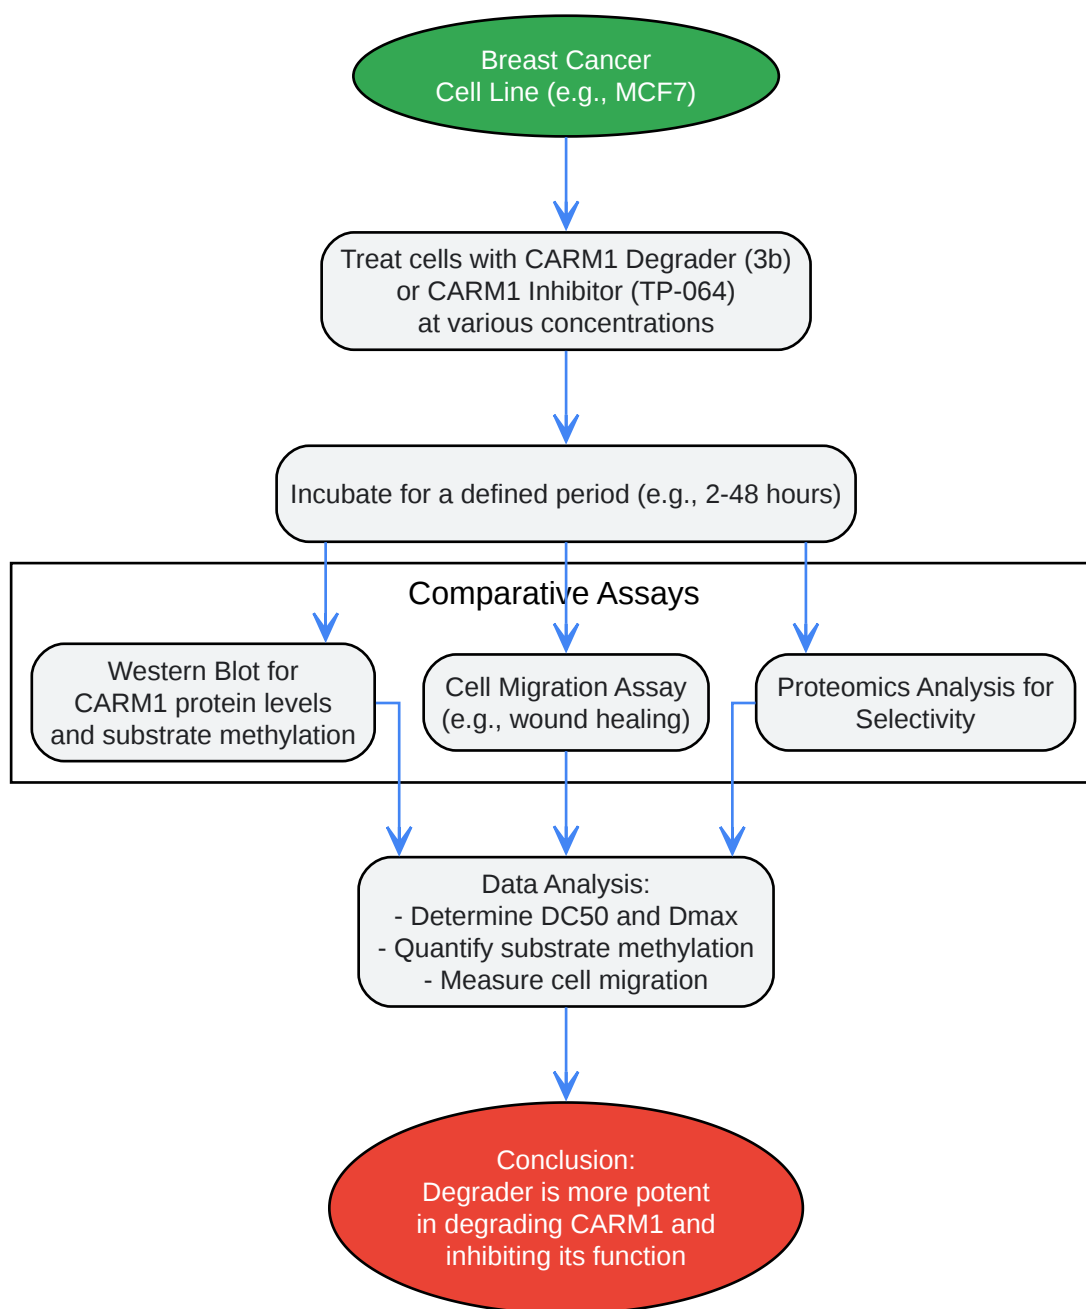 Breast Cancer
Cell Line (e.g., MCF7)
Treat cells with CARM1 Degrader (3b)
or CARM1 Inhibitor (TP-064)
at various concentrations
Incubate for a defined period (e.g., 2-48 hours)
Comparative Assays
Western Blot for
CARM1 protein levels
and substrate methylation
Cell Migration Assay
(e.g., wound healing)
Proteomics Analysis for
Selectivity
Data Analysis:
- Determine DC50 and Dmax
- Quantify substrate methylation
- Measure cell migration
Conclusion:
Degrader is more potent
in degrading CARM1 and
inhibiting its function